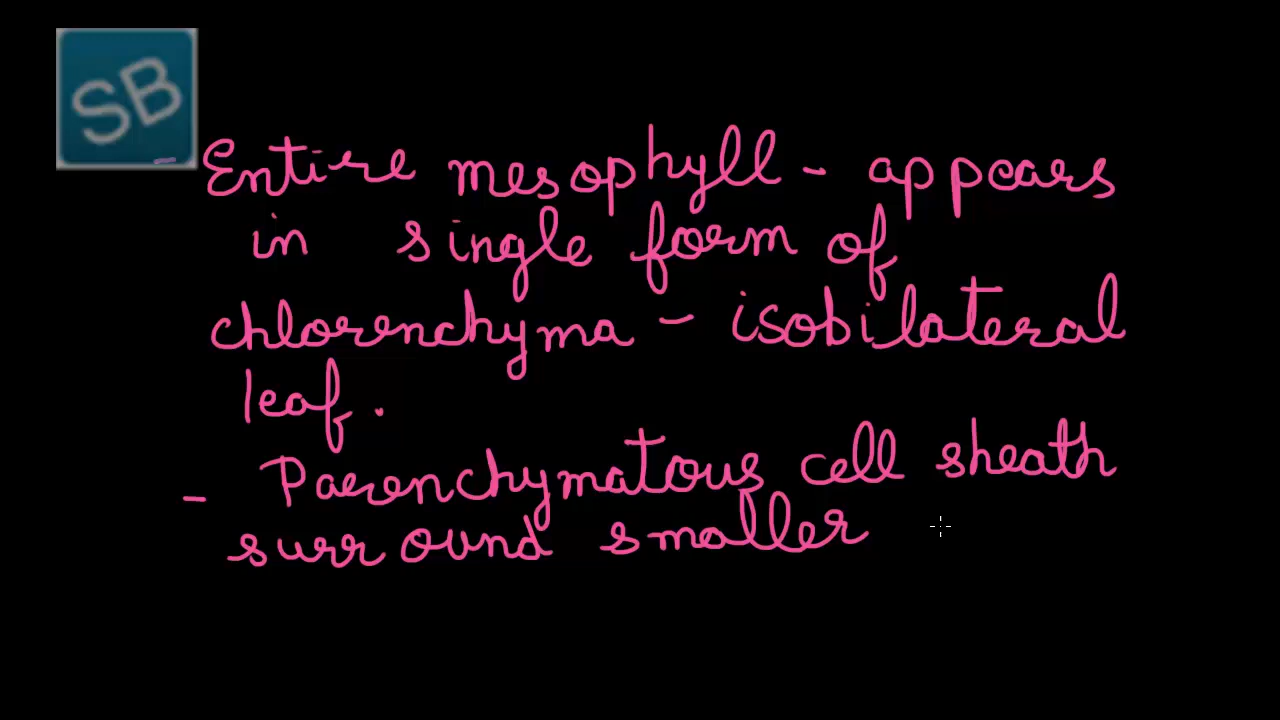 SB
- Entire mesophyll - appears
in single form of
chlorenchyma - isobilateral
leaf.
- Parenchymatous cell sheath
surround smaller